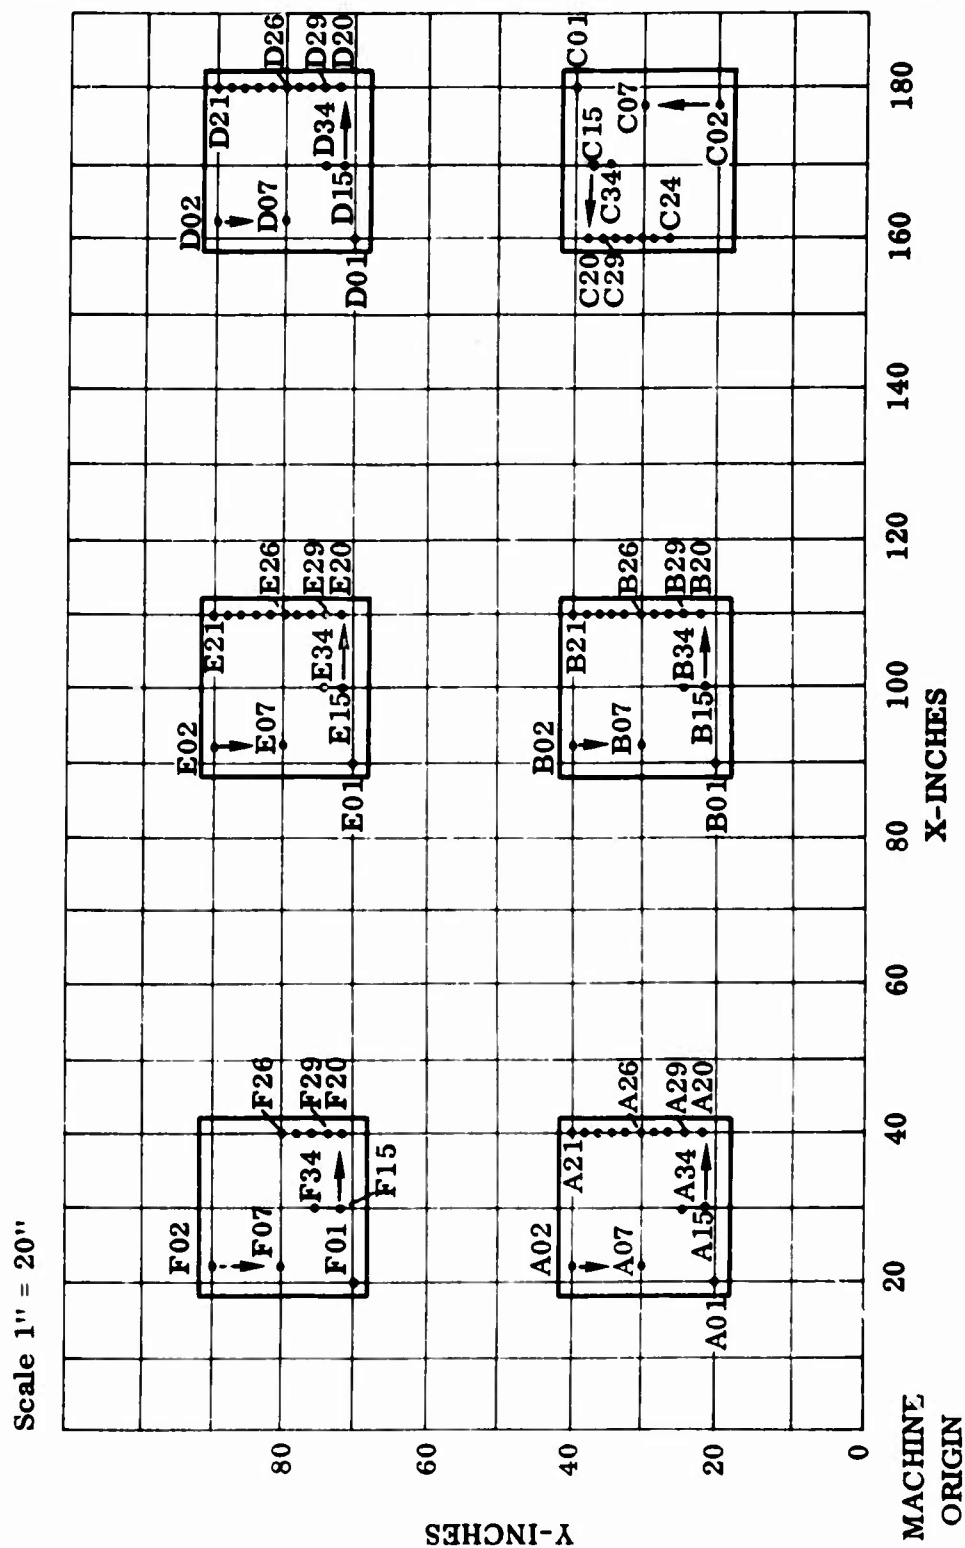 Scale 1" = 20"
F02
F07
F26
F34
F29
F20
F01
F15
E02
E21
E07
E26
E34
E29
E20
E15
E01
D02
D21
D07
D26
D34
D29
D20
D15
D01
A02
A21
A07
A26
A34
A29
A20
A15
A01
B02
B21
B07
B26
B34
B29
B20
B15
B01
C01
C15
C07
C20
C34
C29
C24
C02
80
60
40
20
0
Y-INCHES
MACHINE
ORIGIN
20
40
60
80
100
120
140
160
180
X-INCHES